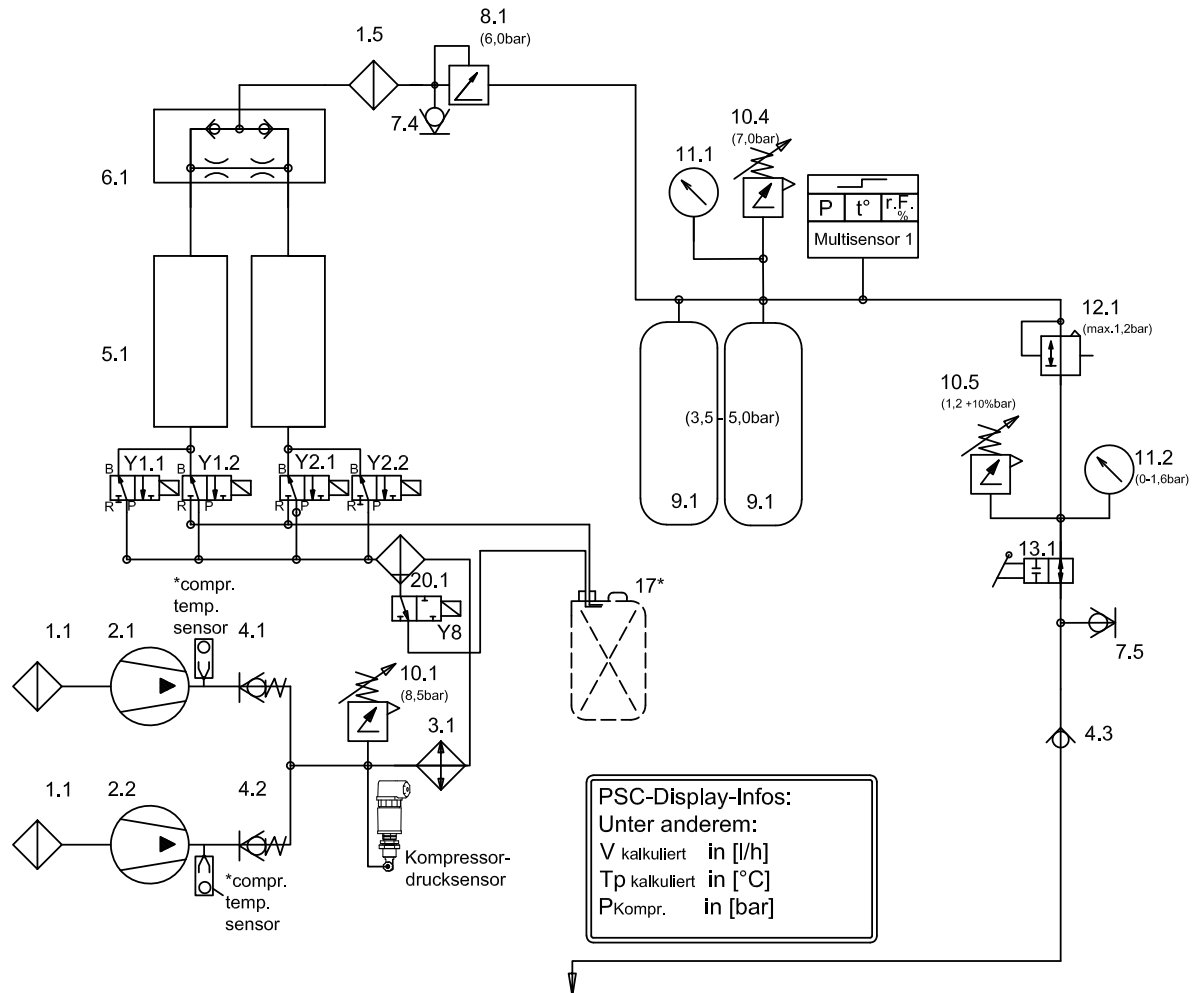 8.1
(6,0bar)
1.5
7.4
10.4
(7,0bar)
11.1
6.1
P t° r.F.
%
Multisensor 1
12.1
(max.1,2bar)
5.1
10.5
(1,2 +10%bar)
(3,5 - 5,0bar)
11.2
(0-1,6bar)
B Y1.1 B Y1.2 B Y2.1 B Y2.2
R P R P R P R P
9.1 9.1
13.1
*compr.
temp.
sensor
20.1
17*
Y8
1.1 2.1 4.1
7.5
10.1
(8,5bar)
3.1
4.3
1.1 2.2 4.2
Kompressor-
drucksensor
*compr.
temp.
sensor
PSC-Display-Infos:
Unter anderem:
V kalkuliert in [l/h]
Tp kalkuliert in [°C]
PKompr. in [bar]